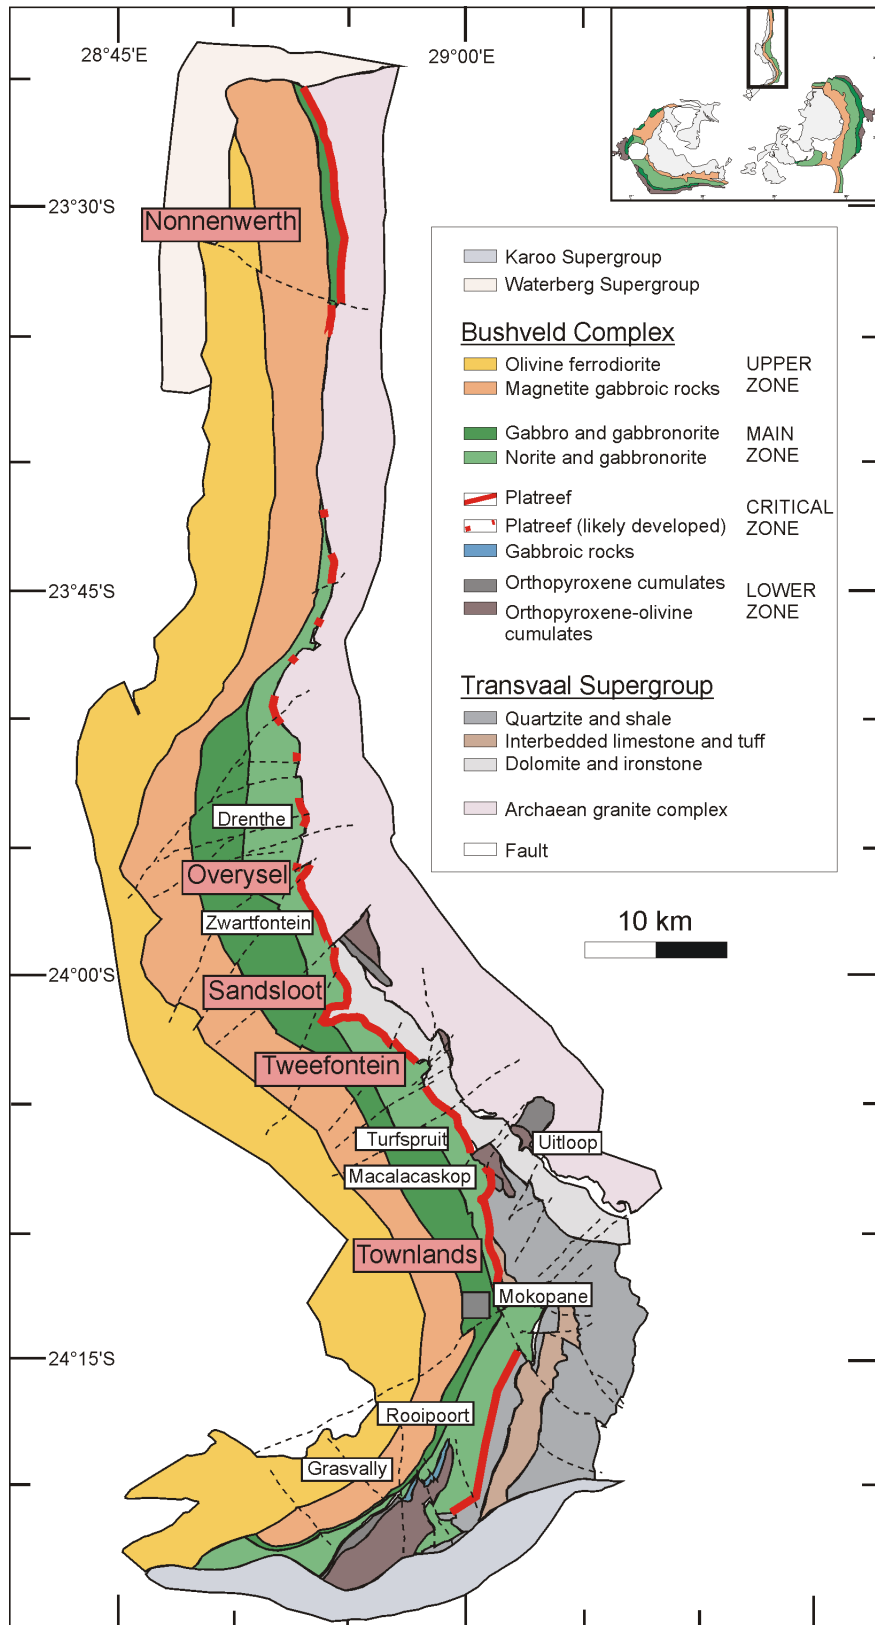 28°45'E
29°00'E
23°30'S
Nonnenwerth
Karoo Supergroup
Waterberg Supergroup
Bushveld Complex
Olivine ferrodiorite
UPPER
Magnetite gabbroic rocks
ZONE
Gabbro and gabbronorite
MAIN
Norite and gabbronorite
ZONE
Platreef
CRITICAL
Platreef (likely developed)
ZONE
Gabbroic rocks
Orthopyroxene cumulates
LOWER
Orthopyroxene-olivine
ZONE
cumulates
23°45'S
Transvaal Supergroup
Quartzite and shale
Interbedded limestone and tuff
Dolomite and ironstone
Archaean granite complex
Fault
Drenthe
Overysel
Zwartfontein
10 km
24°00'S
Sandsloot
Tweefontein
Turfspruit
Uitloop
Macalacaskop
Townlands
Mokopane
24°15'S
Rooipoort
Grasvally